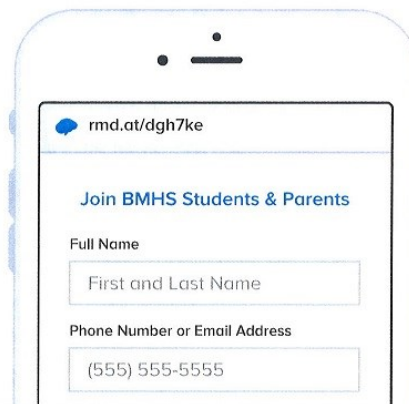 rmd.at/dgh7ke
Join BMHS Students & Parents
Full Name
First and Last Name
Phone Number or Email Address
(555) 555-5555